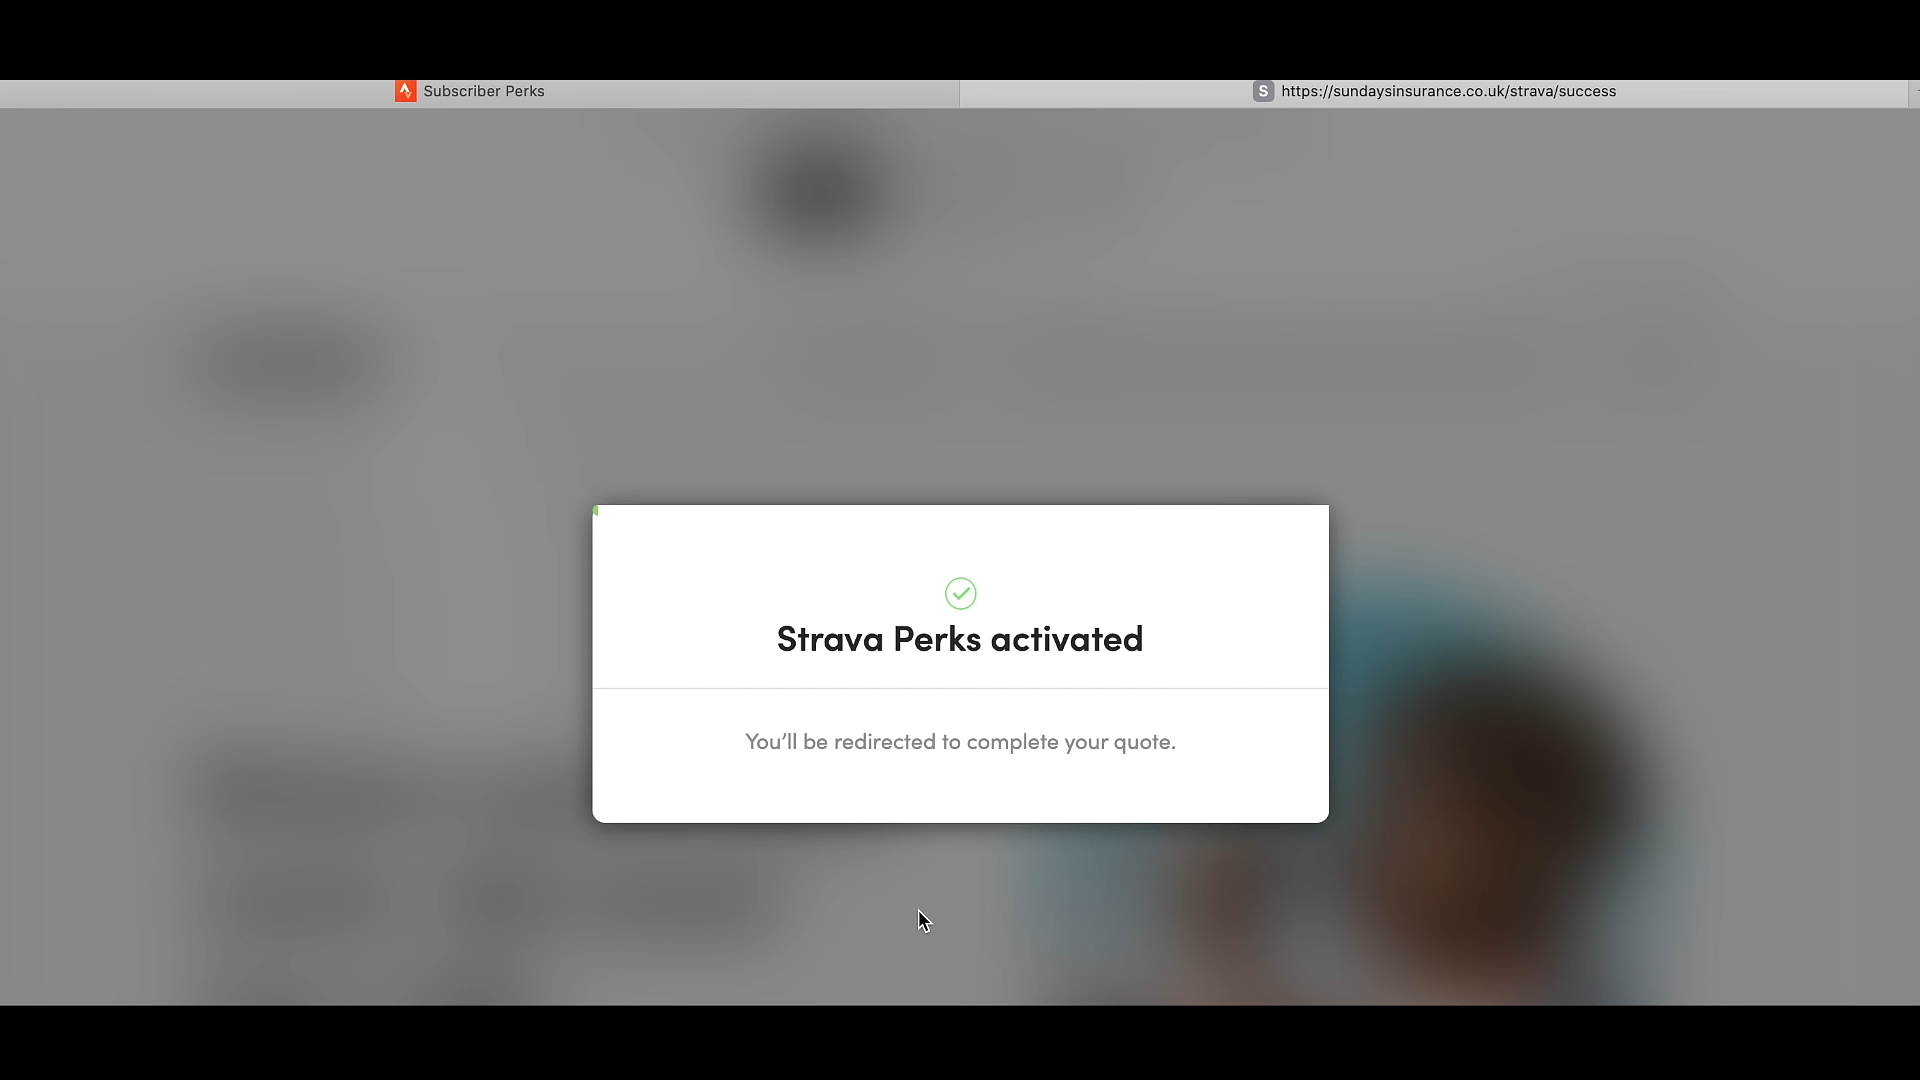 Subscriber Perks
S https://sundaysinsurance.co.uk/strava/success
Strava Perks activated
You’ll be redirected to complete your quote.